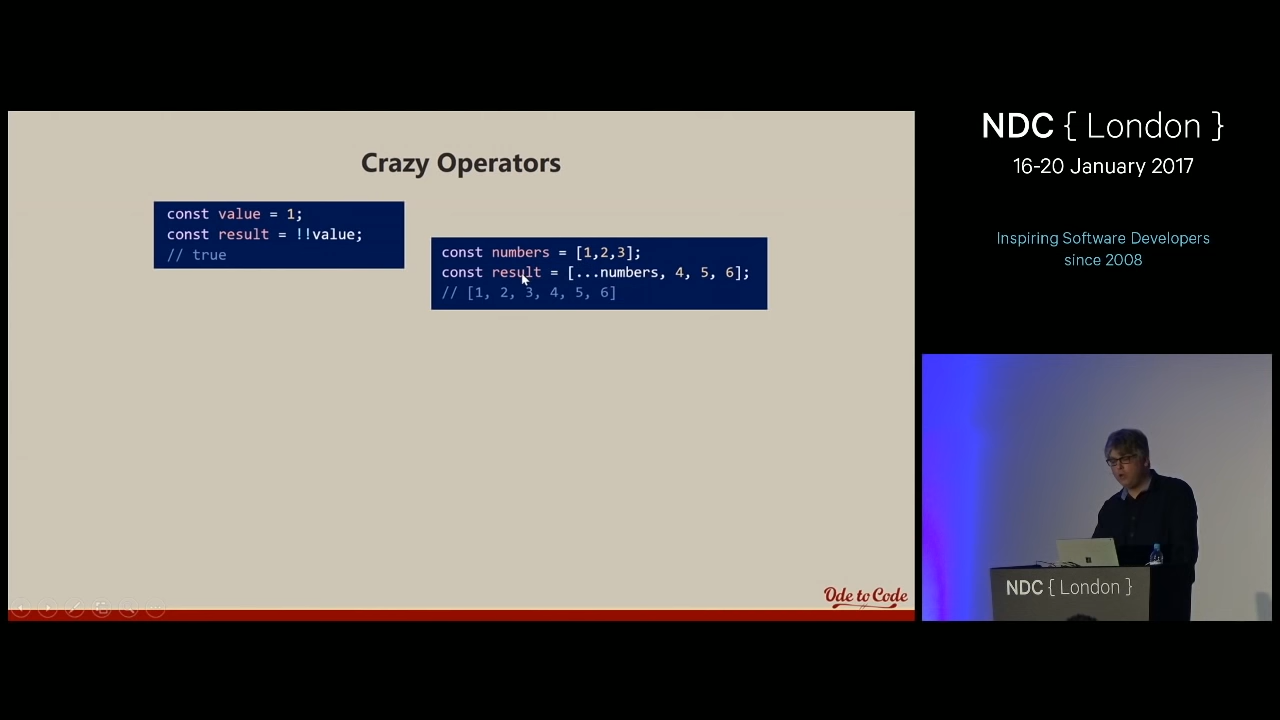 Crazy Operators
const value = 1;
const result = !!value;
// true
const numbers = [1,2,3];
const result = [...numbers, 4, 5, 6];
// [1, 2, 3, 4, 5, 6]
Ode to Code
NDC { London }
16-20 January 2017
Inspiring Software Developers
since 2008
NDC { London }